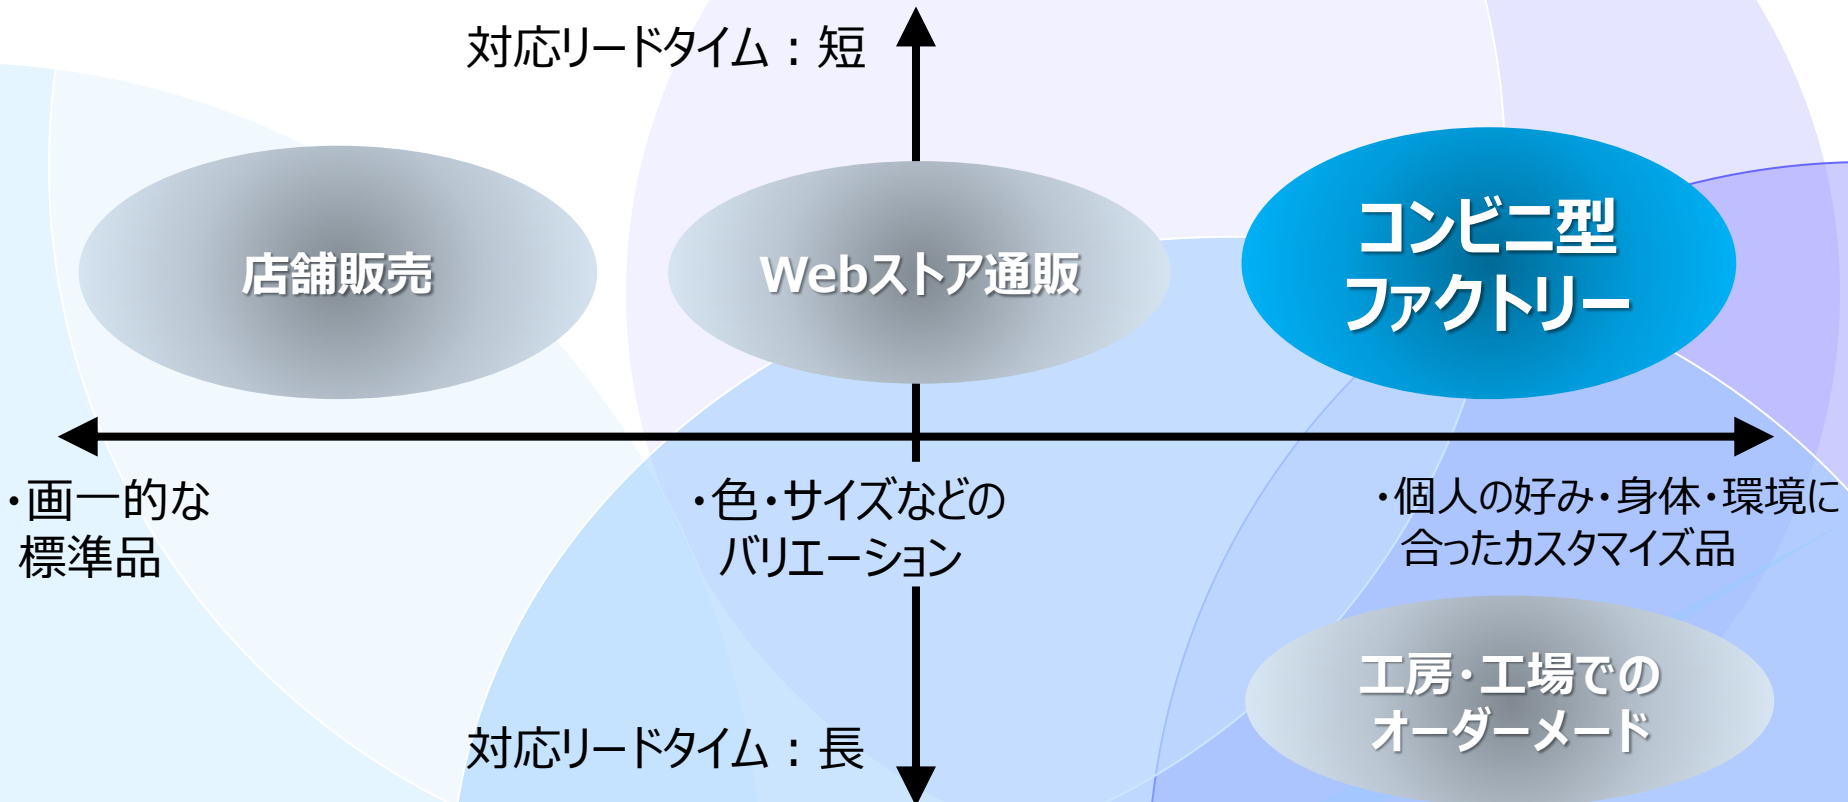 対応リードタイム：短
店舗販売
Webストア通販
コンビニ型
ファクトリー
・画一的な
標準品
・色・サイズなどの
バリエーション
・個人の好み・身体・環境に
合ったカスタマイズ品
工房・工場での
オーダーメード
対応リードタイム：長